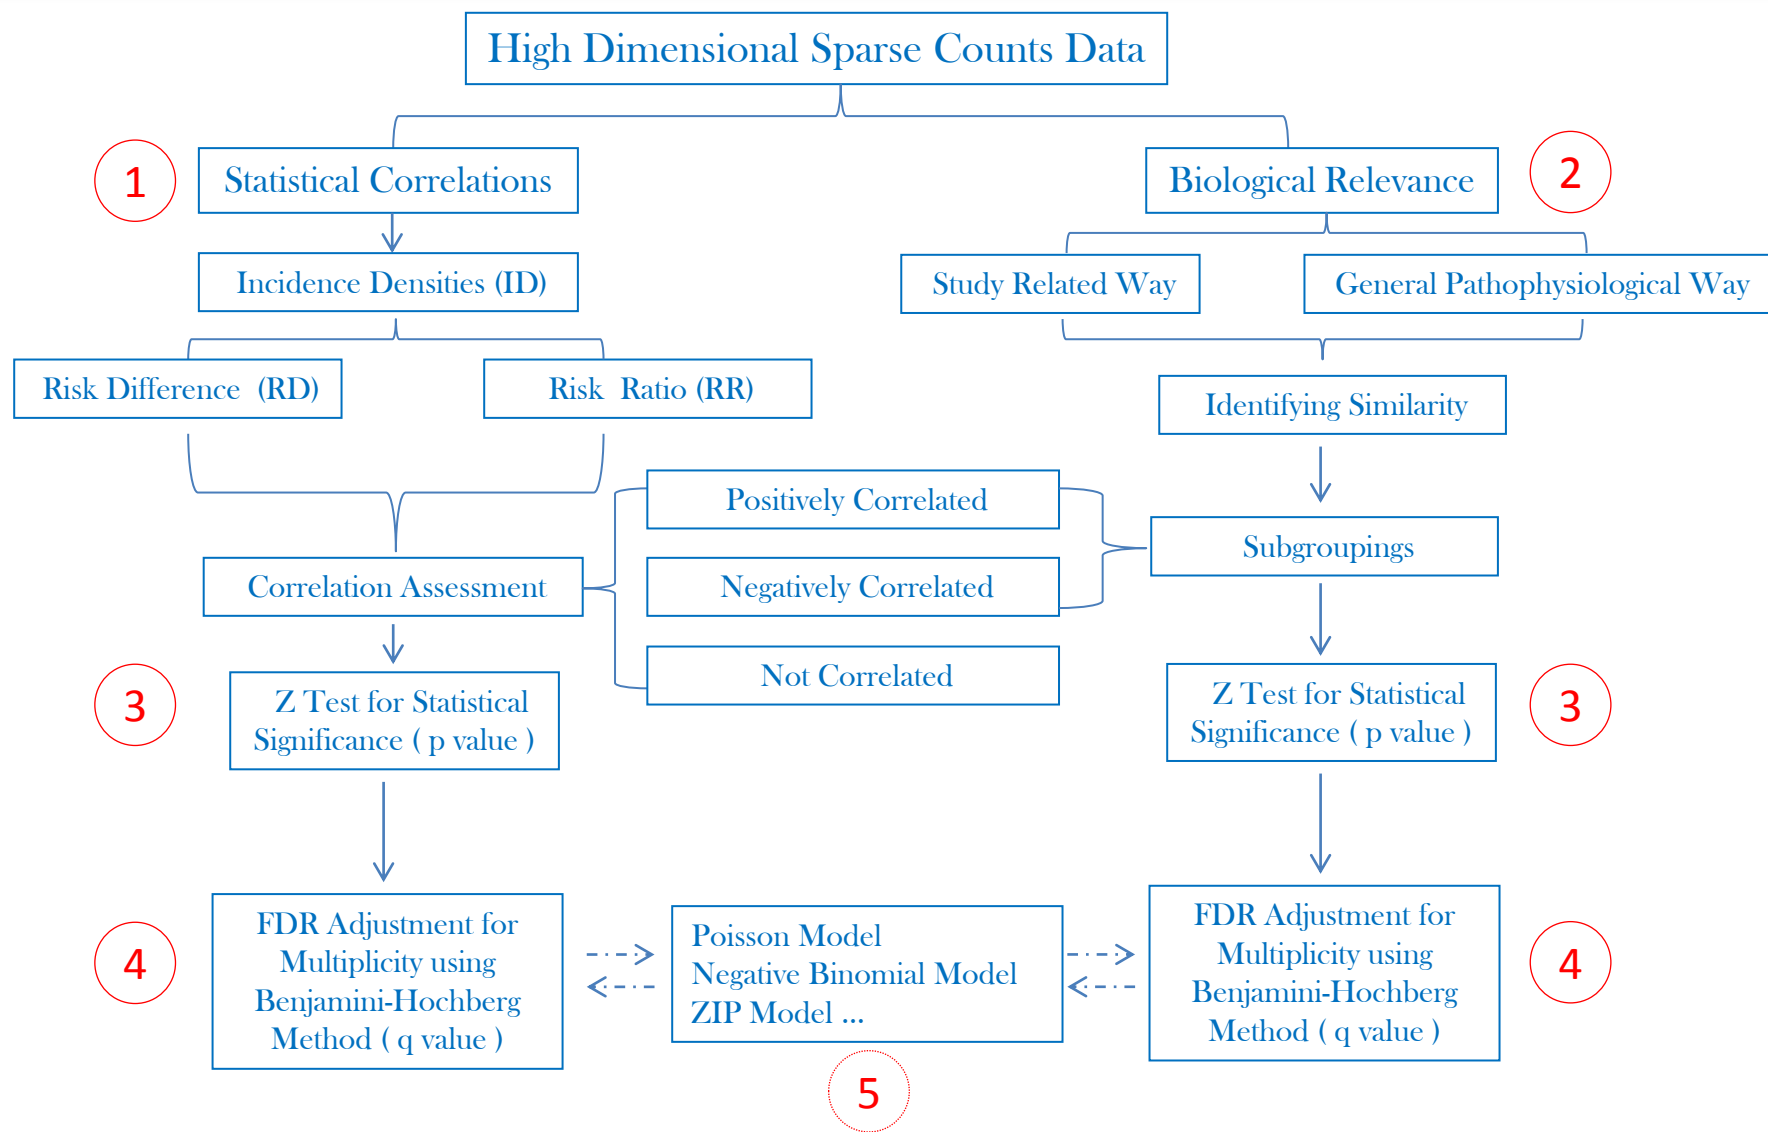 High Dimensional Sparse Counts Data
1
Statistical Correlations
Biological Relevance
2
Incidence Densities (ID)
Study Related Way
General Pathophysiological Way
Risk Difference (RD)
Risk Ratio (RR)
Identifying Similarity
Positively Correlated
Subgroupings
Correlation Assessment
Negatively Correlated
Not Correlated
3
Z Test for Statistical
Significance ( p value )
Z Test for Statistical
Significance ( p value )
3
4
FDR Adjustment for
Multiplicity using
Benjamini-Hochberg
Method ( q value )
Poisson Model
Negative Binomial Model
ZIP Model ...
FDR Adjustment for
Multiplicity using
Benjamini-Hochberg
Method ( q value )
4
5